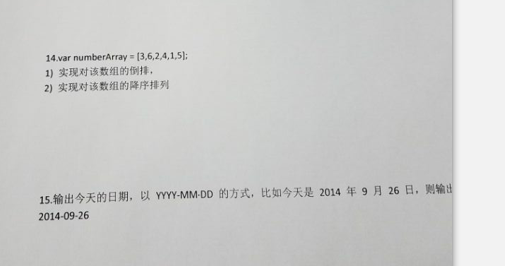 14.var numberArray = [3,6,2,4,1,5];
1) 实现对该数组的倒排，
2) 实现对该数组的降序排列
15.输出今天的日期，以 YYYY-MM-DD 的方式，比如今天是 2014 年 9 月 26 日，则输出
2014-09-26